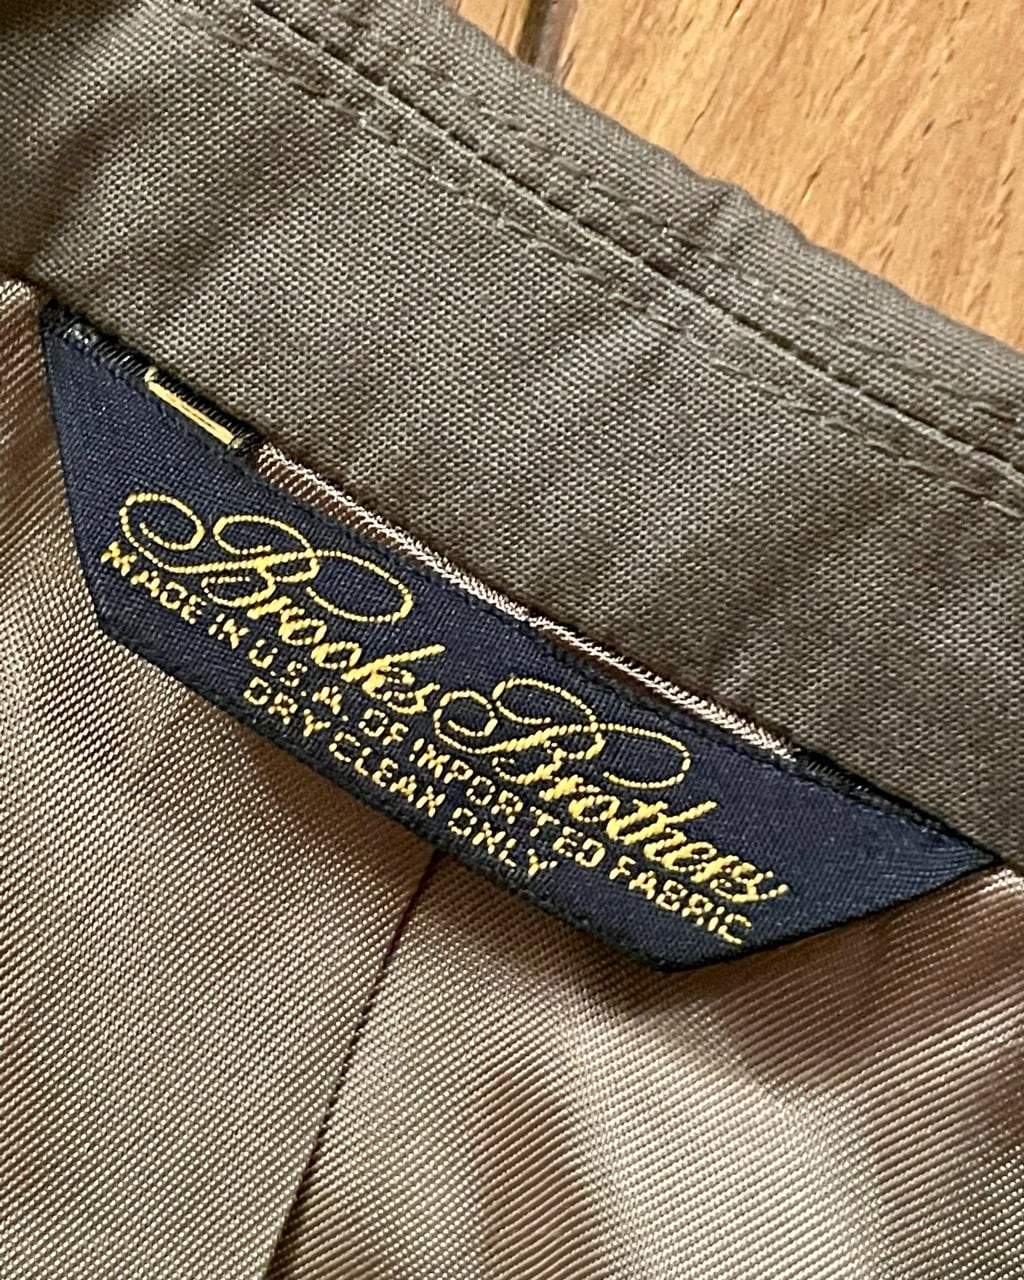 Brooks Brothers
MADE IN U.S.A. OF IMPORTED FABRIC
DRY CLEAN ONLY